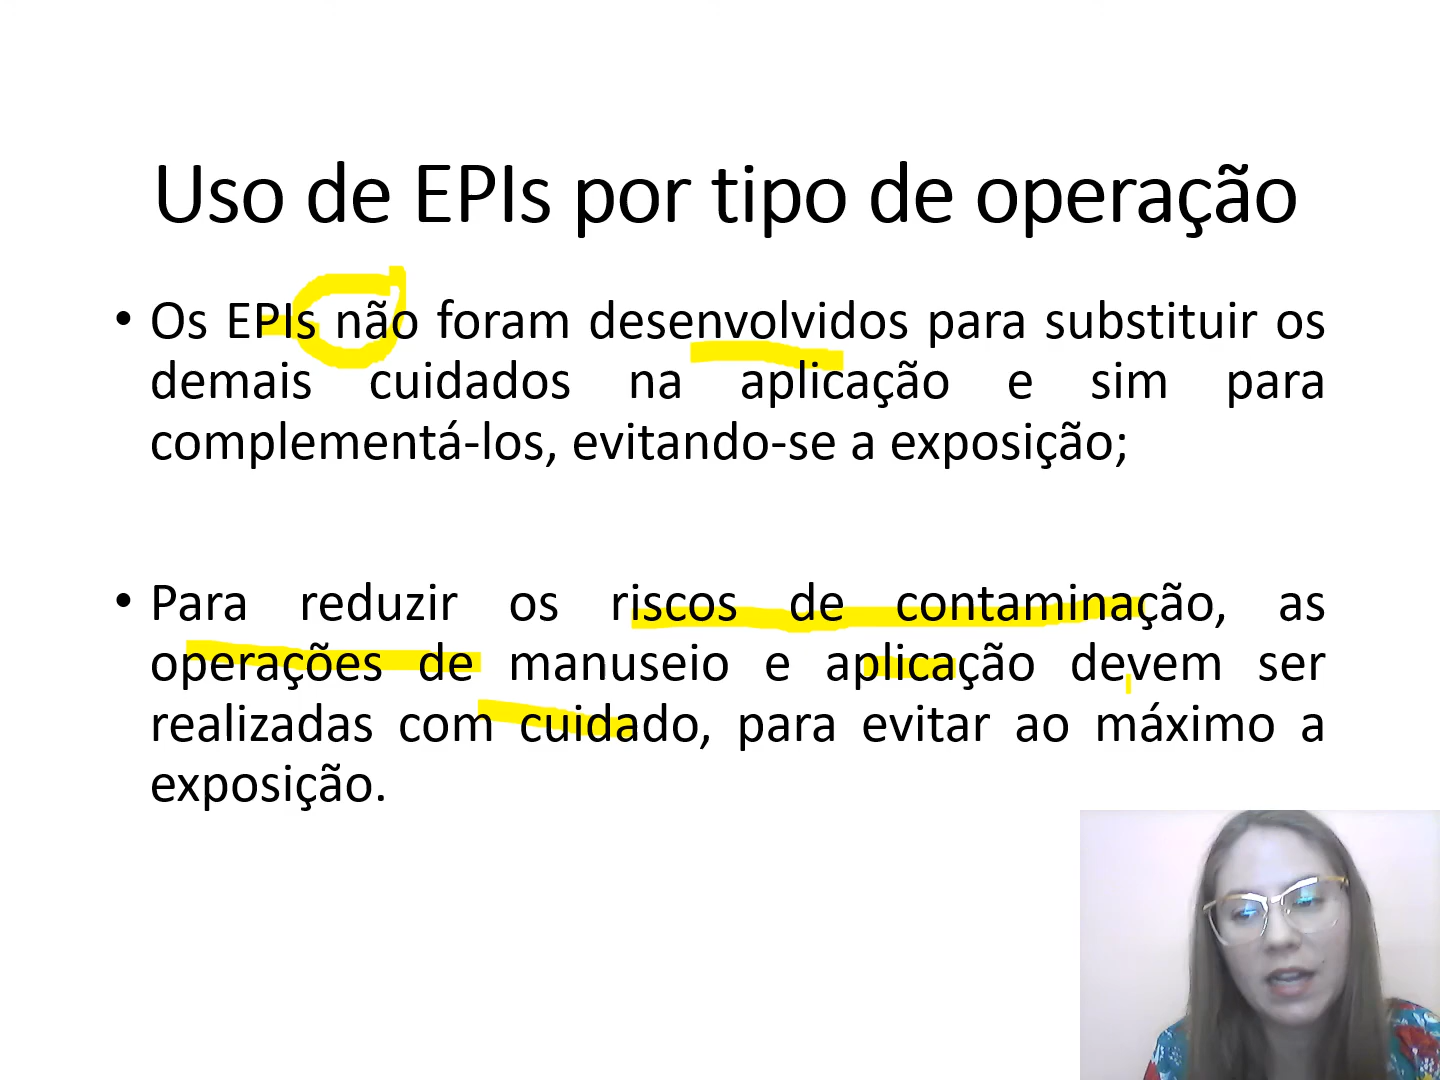 Uso de EPIs por tipo de operação
• Os EPIs não foram desenvolvidos para substituir os
demais cuidados na aplicação e sim para
complementá-los, evitando-se a exposição;
• Para reduzir os riscos de contaminação, as
operações de manuseio e aplicação devem ser
realizadas com cuidado, para evitar ao máximo a
exposição.